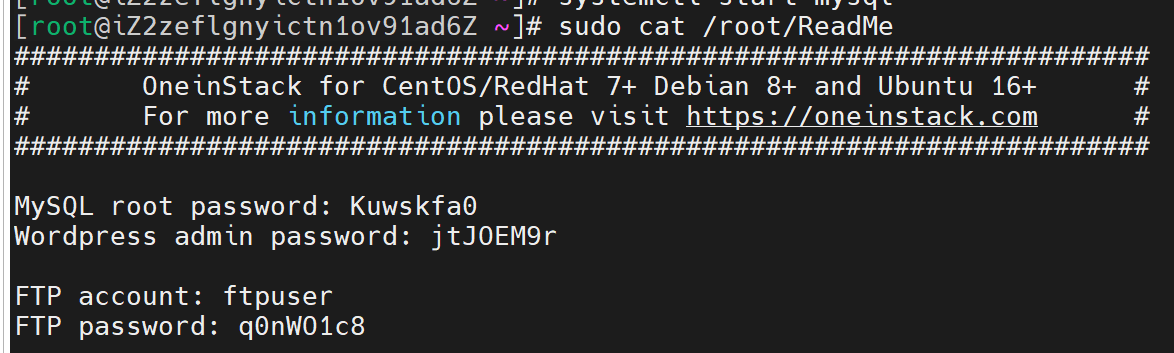 [root@iZ2zeflgnyictn1ov91ad6Z ~]# systemctl start mysql
[root@iZ2zeflgnyictn1ov91ad6Z ~]# sudo cat /root/ReadMe
#######################################################################
#       OneinStack for CentOS/RedHat 7+ Debian 8+ and Ubuntu 16+      #
#       For more information please visit https://oneinstack.com      #
#######################################################################
MySQL root password: Kuwskfa0
Wordpress admin password: jtJOEM9r
FTP account: ftpuser
FTP password: q0nWO1c8